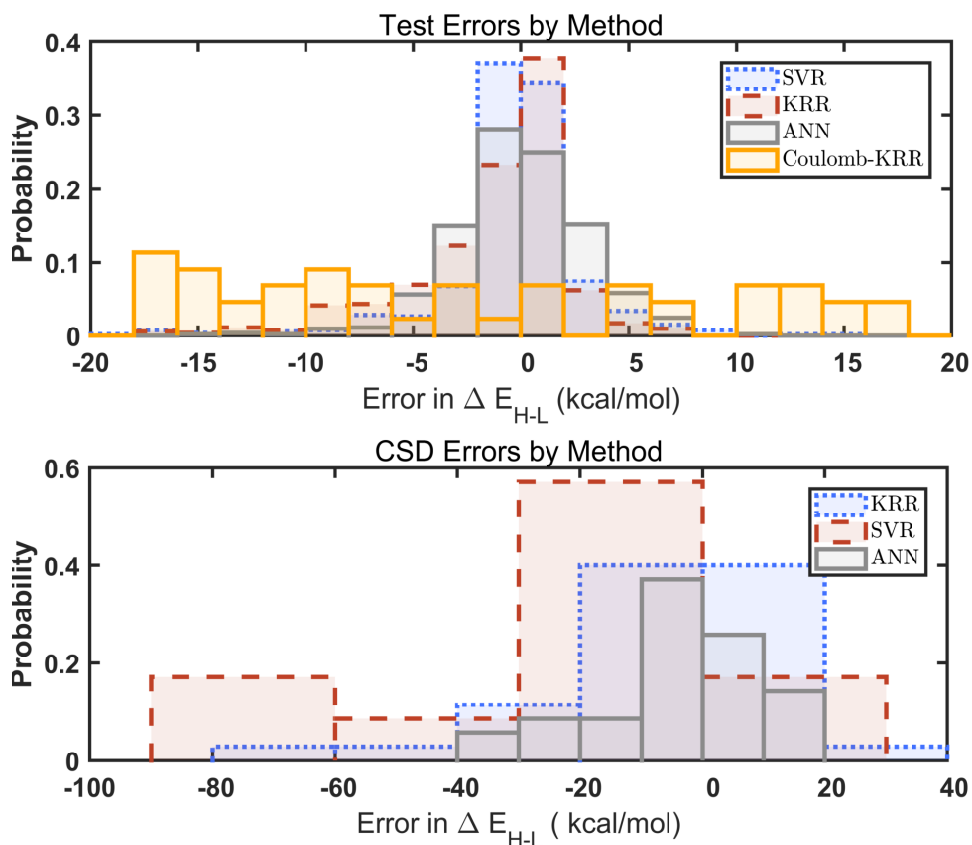 Test Errors by Method
0.4
0.3
0.2
0.1
0
Probability
SVR
KRR
ANN
Coulomb-KRR
-20 -15 -10 -5 0 5 10 15 20
Error in Δ E_H-L (kcal/mol)
CSD Errors by Method
0.6
0.4
0.2
0
Probability
KRR
SVR
ANN
-100 -80 -60 -40 -20 0 20 40
Error in Δ E_H-L ( kcal/mol)